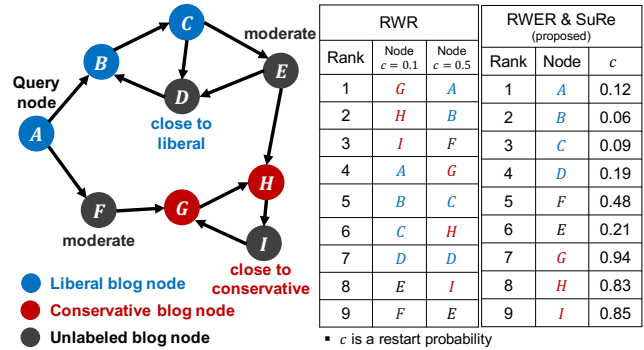 C
moderate
B
E
Query
node
D
close to
liberal
A
H
F
G
moderate
I
close to
conservative
Liberal blog node
Conservative blog node
Unlabeled blog node
RWR
Rank Node c = 0.1 Node c = 0.5
1 G A
2 H B
3 I F
4 A G
5 B C
6 C H
7 D D
8 E I
9 F E
RWER & SuRe
(proposed)
Rank Node c
1 A 0.12
2 B 0.06
3 C 0.09
4 D 0.19
5 F 0.48
6 E 0.21
7 G 0.94
8 H 0.83
9 I 0.85
▪ c is a restart probability